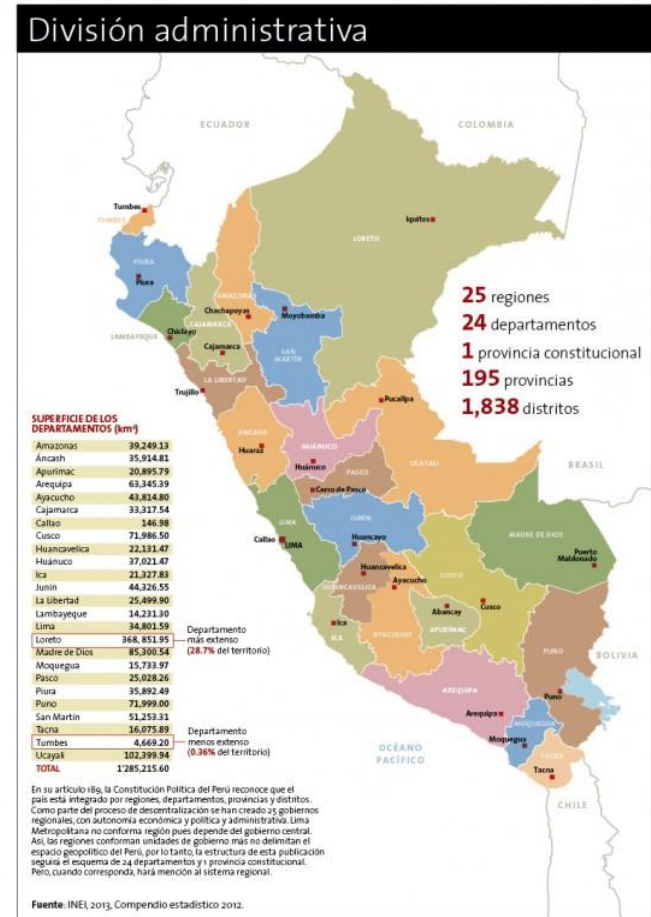 División administrativa
ECUADOR
COLOMBIA
Tumbes
TUMBES
Iquitos
LORETO
PIURA
Piura
AMAZONAS
Chachapoyas
Moyobamba
LAMBAYEQUE
Chiclayo
CAJAMARCA
Cajamarca
SAN
MARTÍN
LA LIBERTAD
Trujillo
25 regiones
24 departamentos
1 provincia constitucional
195 provincias
1,838 distritos
Pucallpa
ÁNCASH
Huaraz
HUÁNUCO
Huánuco
UCAYALI
PASCO
Cerro de Pasco
BRASIL
LIMA
Callao
LIMA
JUNÍN
Huancayo
MADRE DE DIOS
Puerto
Maldonado
Huancavelica
HUANCAVELICA
Ayacucho
CUSCO
Cusco
Abancay
APURÍMAC
Ica
ICA
AYACUCHO
PUNO
Puno
BOLIVIA
AREQUIPA
Arequipa
MOQUEGUA
Moquegua
TACNA
Tacna
OCÉANO
PACÍFICO
CHILE
SUPERFICIE DE LOS
DEPARTAMENTOS (km²)
Amazonas 39,249.13
Áncash 35,914.81
Apurimac 20,895.79
Arequipa 63,345.39
Ayacucho 43,814.80
Cajamarca 33,317.54
Callao 146.98
Cusco 71,986.50
Huancavelica 22,131.47
Huánuco 37,021.47
Ica 21,327.83
Junín 44,326.55
La Libertad 25,499.90
Lambayeque 14,231.30
Lima 34,801.59
Loreto 368, 851.95
Madre de Dios 85,300.54
Moquegua 15,733.97
Pasco 25,028.26
Piura 35,892.49
Puno 71,999.00
San Martín 51,253.31
Tacna 16,075.89
Tumbes 4,669.20
Ucayali 102,399.94
TOTAL 1'285,215.60
Departamento
más extenso
(28.7% del territorio)
Departamento
menos extenso
(0.36% del territorio)
En su artículo 189, la Constitución Política del Perú reconoce que el
país está integrado por regiones, departamentos, provincias y distritos.
Como parte del proceso de descentralización se han creado 25 gobiernos
regionales, con autonomía económica y política y administrativa. Lima
Metropolitana no conforma región pues depende del gobierno central.
Así, las regiones conforman unidades de gobierno más no delimitan el
espacio geopolítico del Perú, por lo tanto, la estructura de esta publicación
seguirá el esquema de 24 departamentos y 1 provincia constitucional.
Pero, cuando corresponda, hará mención al sistema regional.
Fuente: INEI, 2013, Compendio estadístico 2012.